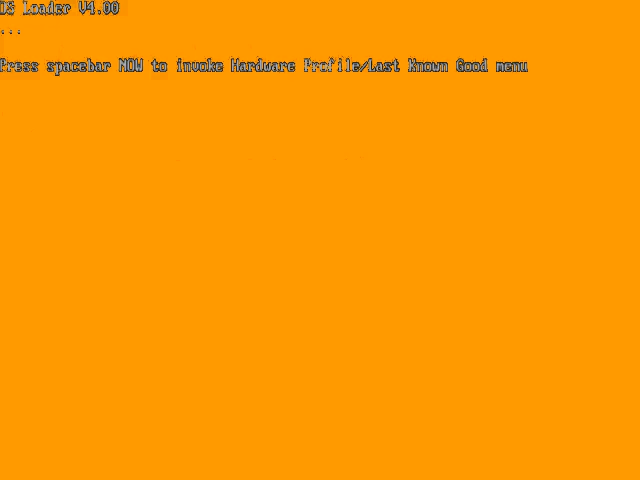 OS Loader V4.00
...
Press spacebar NOW to invoke Hardware Profile/Last Known Good menu